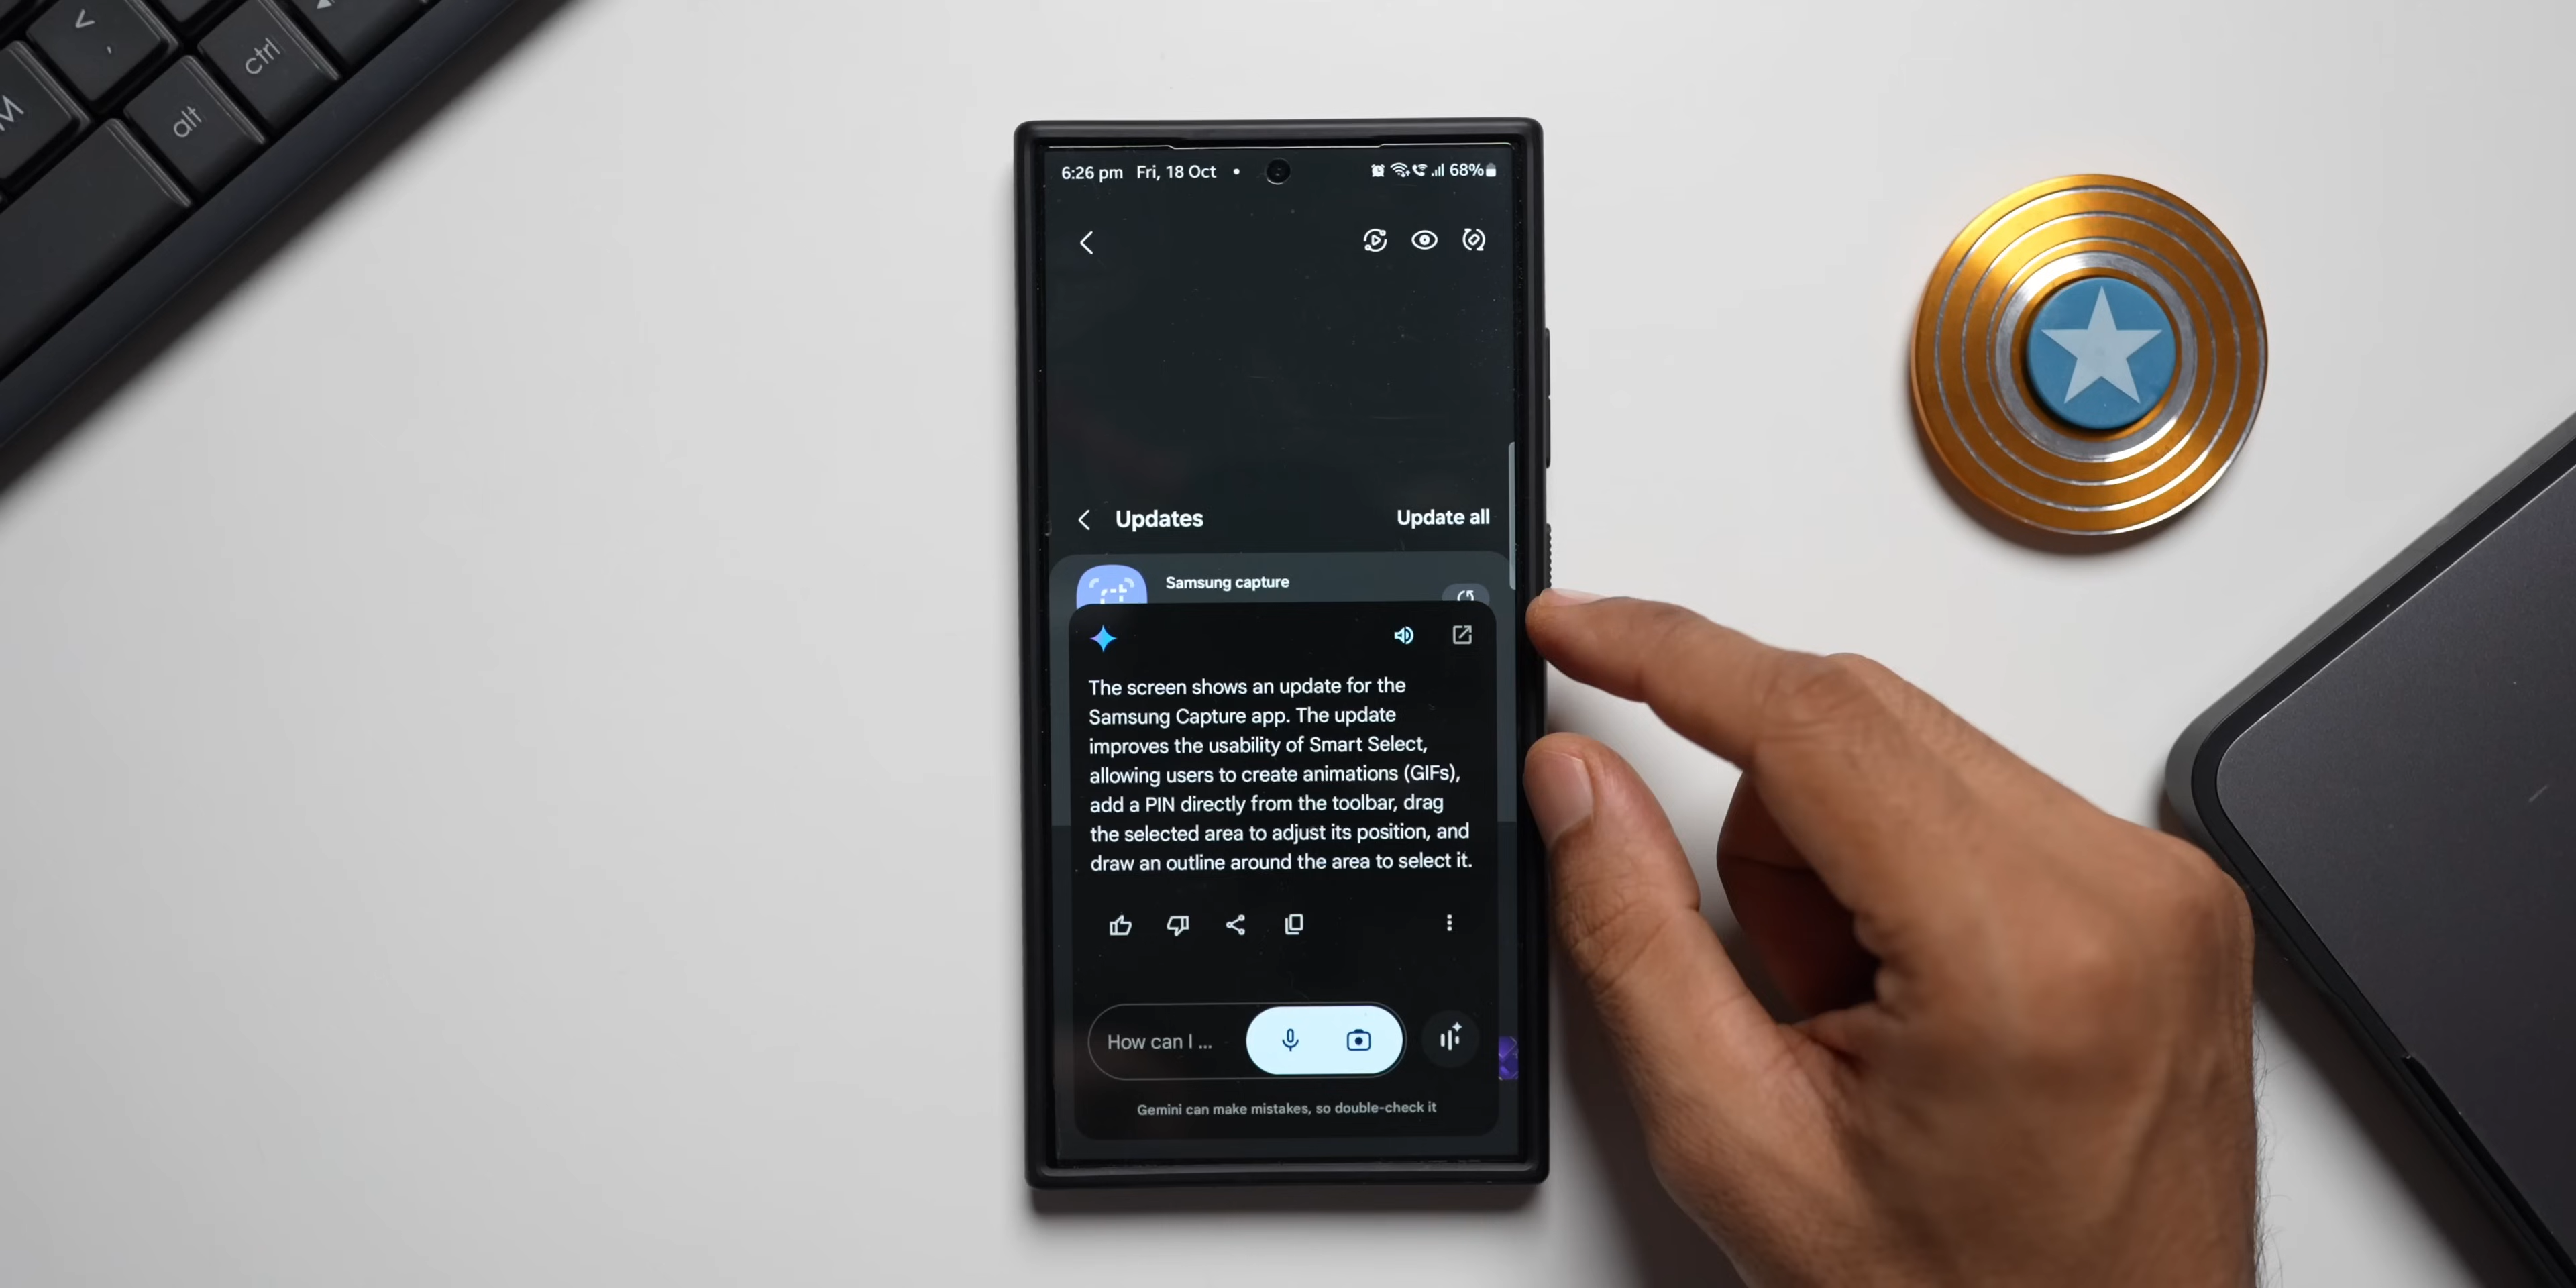 ctrl
alt
M
6:26 pm Fri, 18 Oct
68%
Updates
Update all
Samsung capture
The screen shows an update for the
Samsung Capture app. The update
improves the usability of Smart Select,
allowing users to create animations (GIFs),
add a PIN directly from the toolbar, drag
the selected area to adjust its position, and
draw an outline around the area to select it.
How can I ...
Gemini can make mistakes, so double-check it